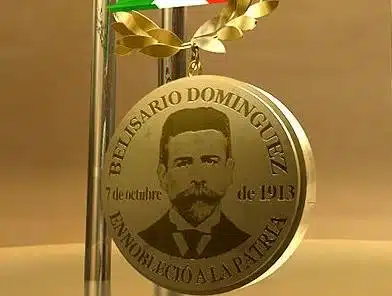 BELISARIO DOMINGUEZ
7 de octubre de 1913
ENNOBLECIÓ A LA PATRIA